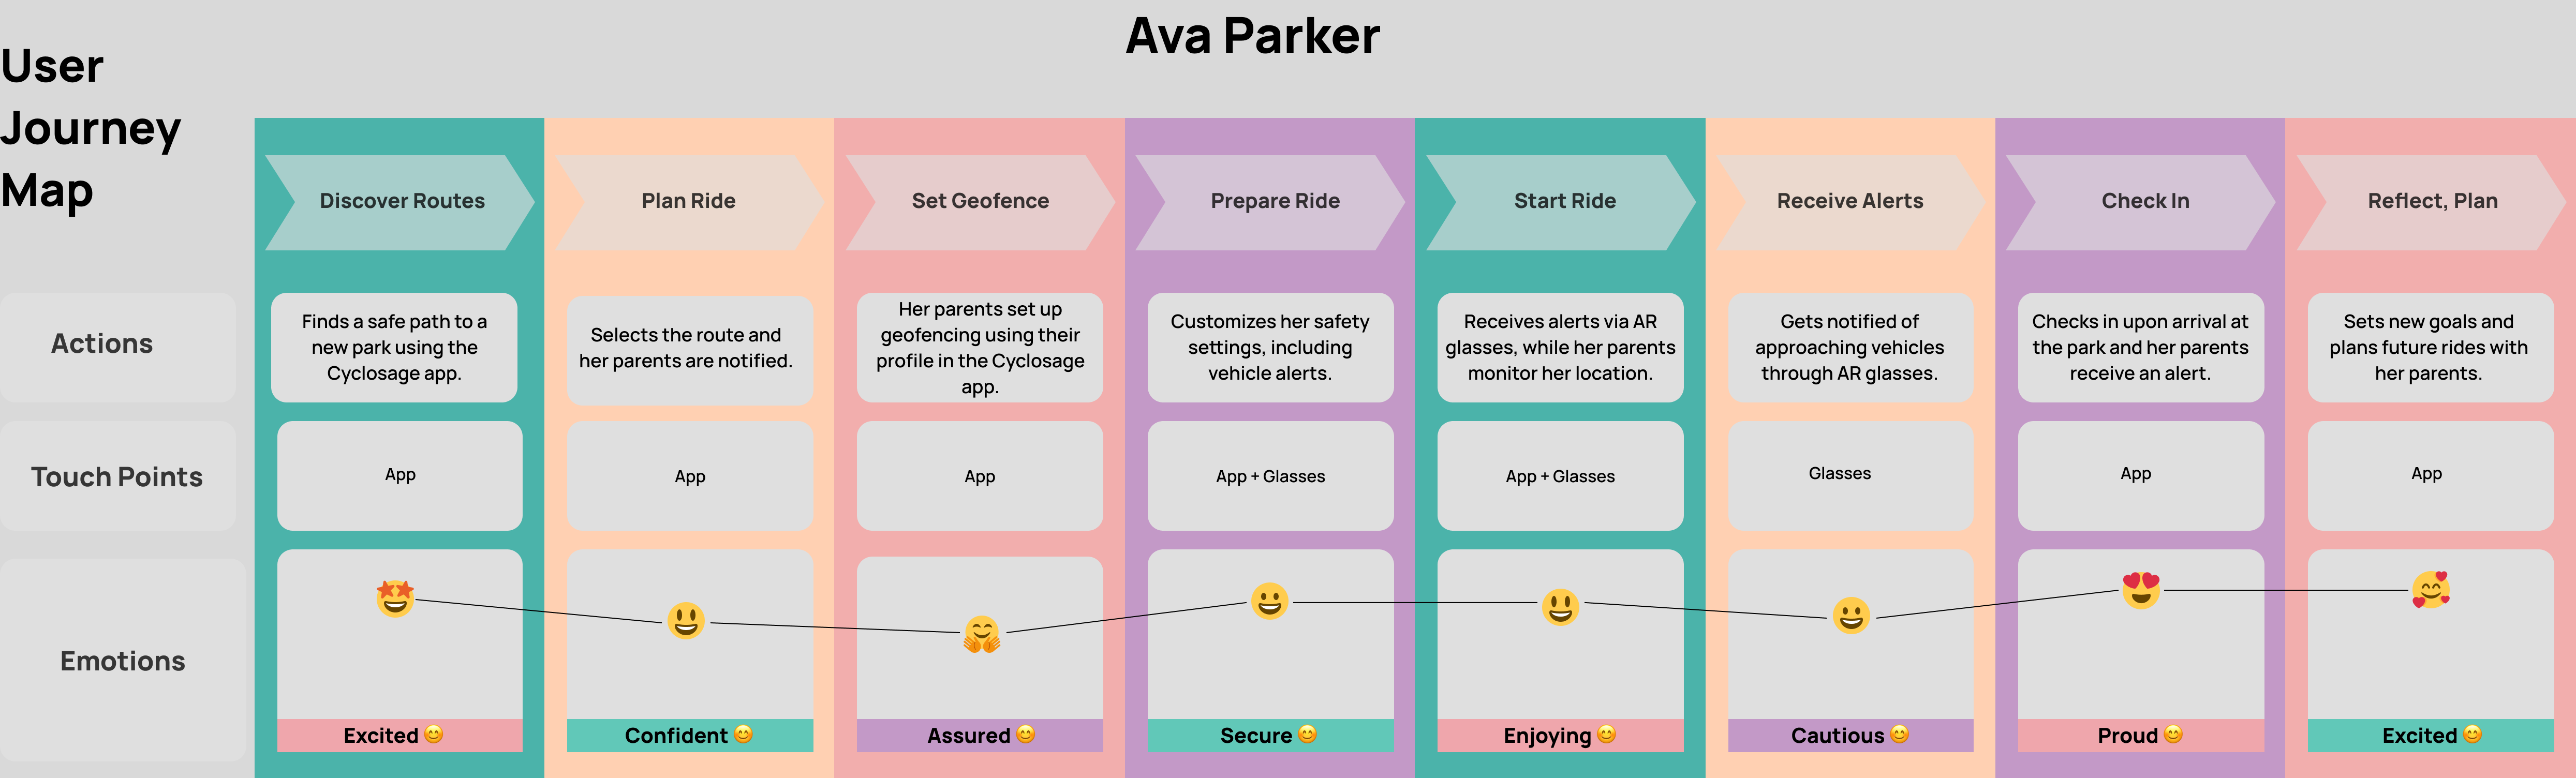 Ava Parker
User
Journey
Map
Discover Routes
Plan Ride
Set Geofence
Prepare Ride
Start Ride
Receive Alerts
Check In
Reflect, Plan
Actions
Finds a safe path to a
new park using the
Cyclosage app.
Selects the route and
her parents are notified.
Her parents set up
geofencing using their
profile in the Cyclosage
app.
Customizes her safety
settings, including
vehicle alerts.
Receives alerts via AR
glasses, while her parents
monitor her location.
Gets notified of
approaching vehicles
through AR glasses.
Checks in upon arrival at
the park and her parents
receive an alert.
Sets new goals and
plans future rides with
her parents.
Touch Points
App
App
App
App + Glasses
App + Glasses
Glasses
App
App
Emotions
Excited 😊
Confident 😊
Assured 😊
Secure 😊
Enjoying 😊
Cautious 😊
Proud 😊
Excited 😊